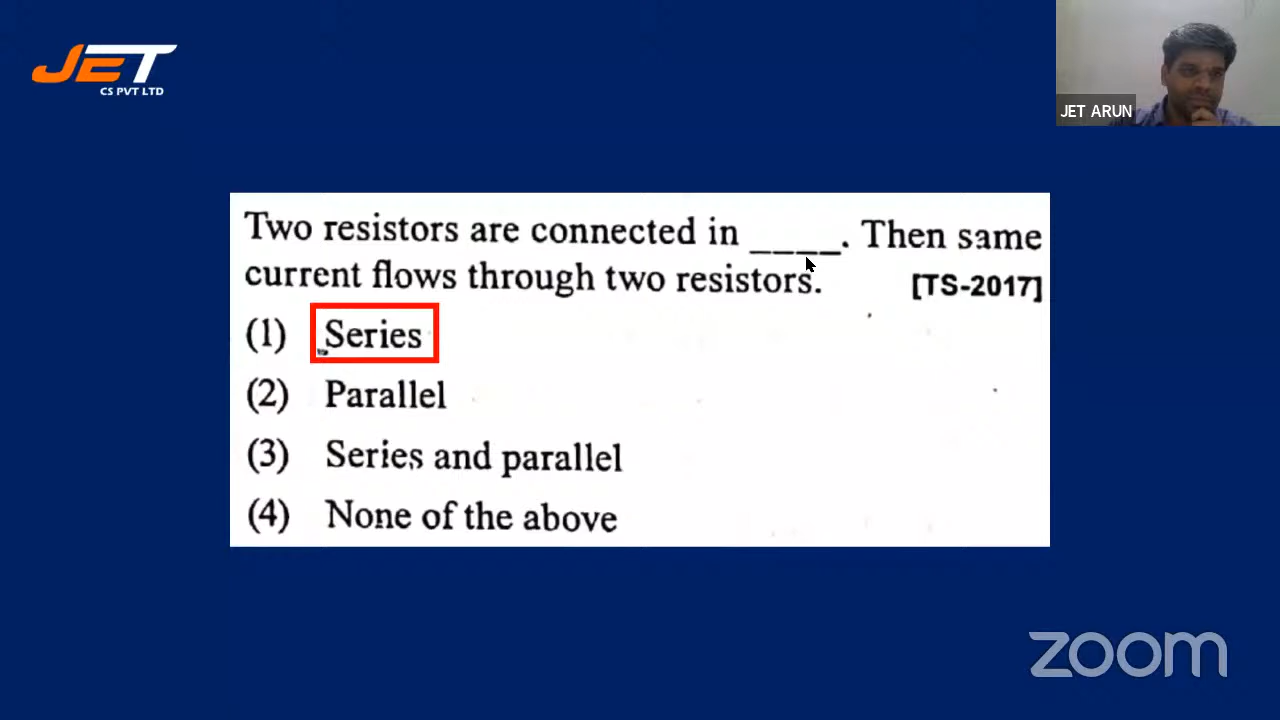 JET
CS PVT LTD
JET ARUN
Two resistors are connected in ____. Then same
current flows through two resistors. [TS-2017]
(1) Series
(2) Parallel
(3) Series and parallel
(4) None of the above
zoom